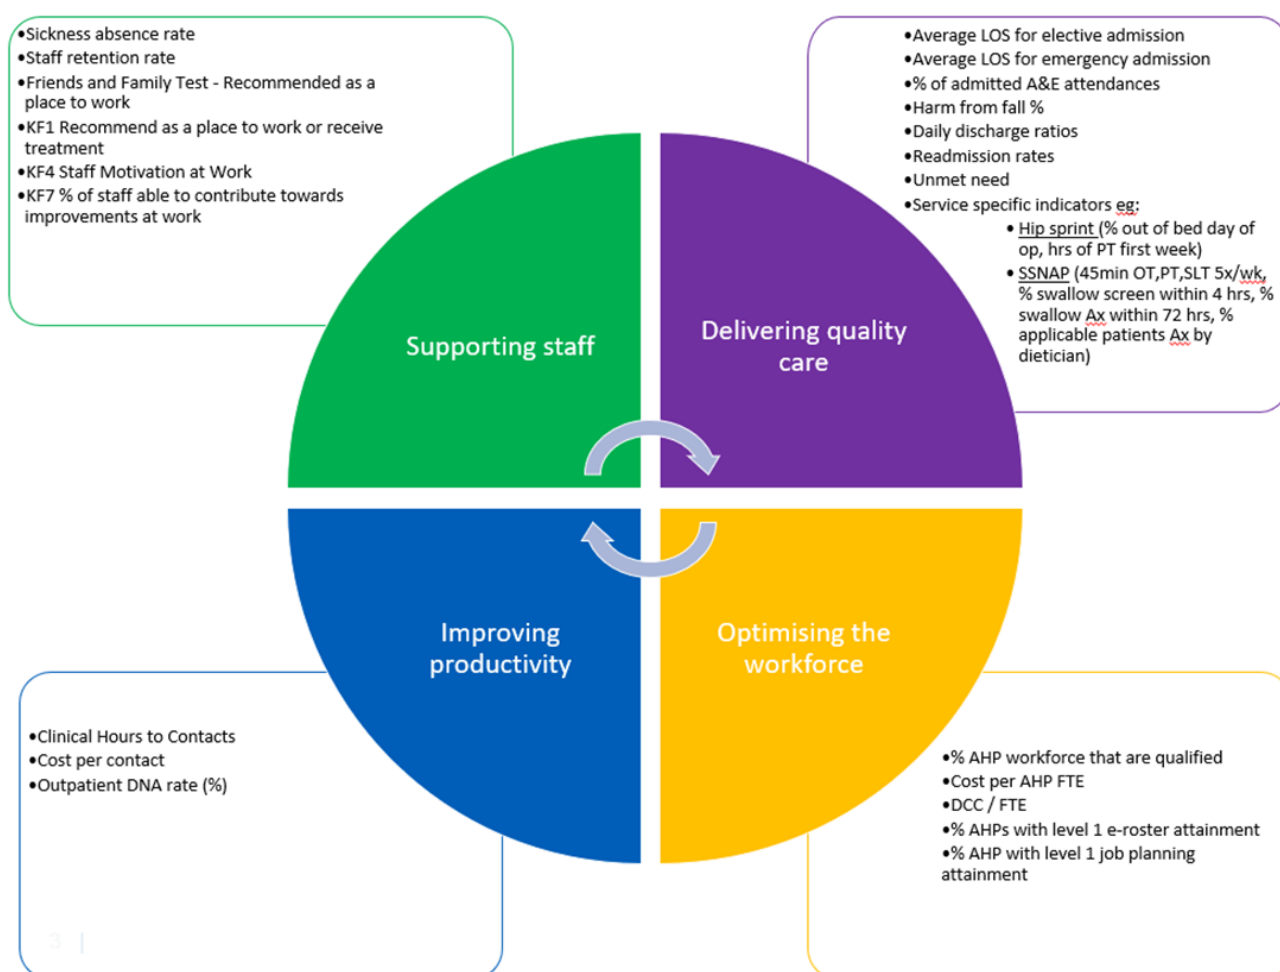 •Sickness absence rate
•Staff retention rate
•Friends and Family Test - Recommended as a
place to work
•KF1 Recommend as a place to work or receive
treatment
•KF4 Staff Motivation at Work
•KF7 % of staff able to contribute towards
improvements at work
•Average LOS for elective admission
•Average LOS for emergency admission
•% of admitted A&E attendances
•Harm from fall %
•Daily discharge ratios
•Readmission rates
•Unmet need
•Service specific indicators eg:
• Hip sprint (% out of bed day of
op, hrs of PT first week)
• SSNAP (45min OT,PT,SLT 5x/wk,
% swallow screen within 4 hrs, %
swallow Ax within 72 hrs, %
applicable patients Ax by
dietician)
Supporting staff
Delivering quality
care
Improving
productivity
Optimising the
workforce
•Clinical Hours to Contacts
•Cost per contact
•Outpatient DNA rate (%)
•% AHP workforce that are qualified
•Cost per AHP FTE
•DCC / FTE
•% AHPs with level 1 e-roster attainment
•% AHP with level 1 job planning
attainment
3 |